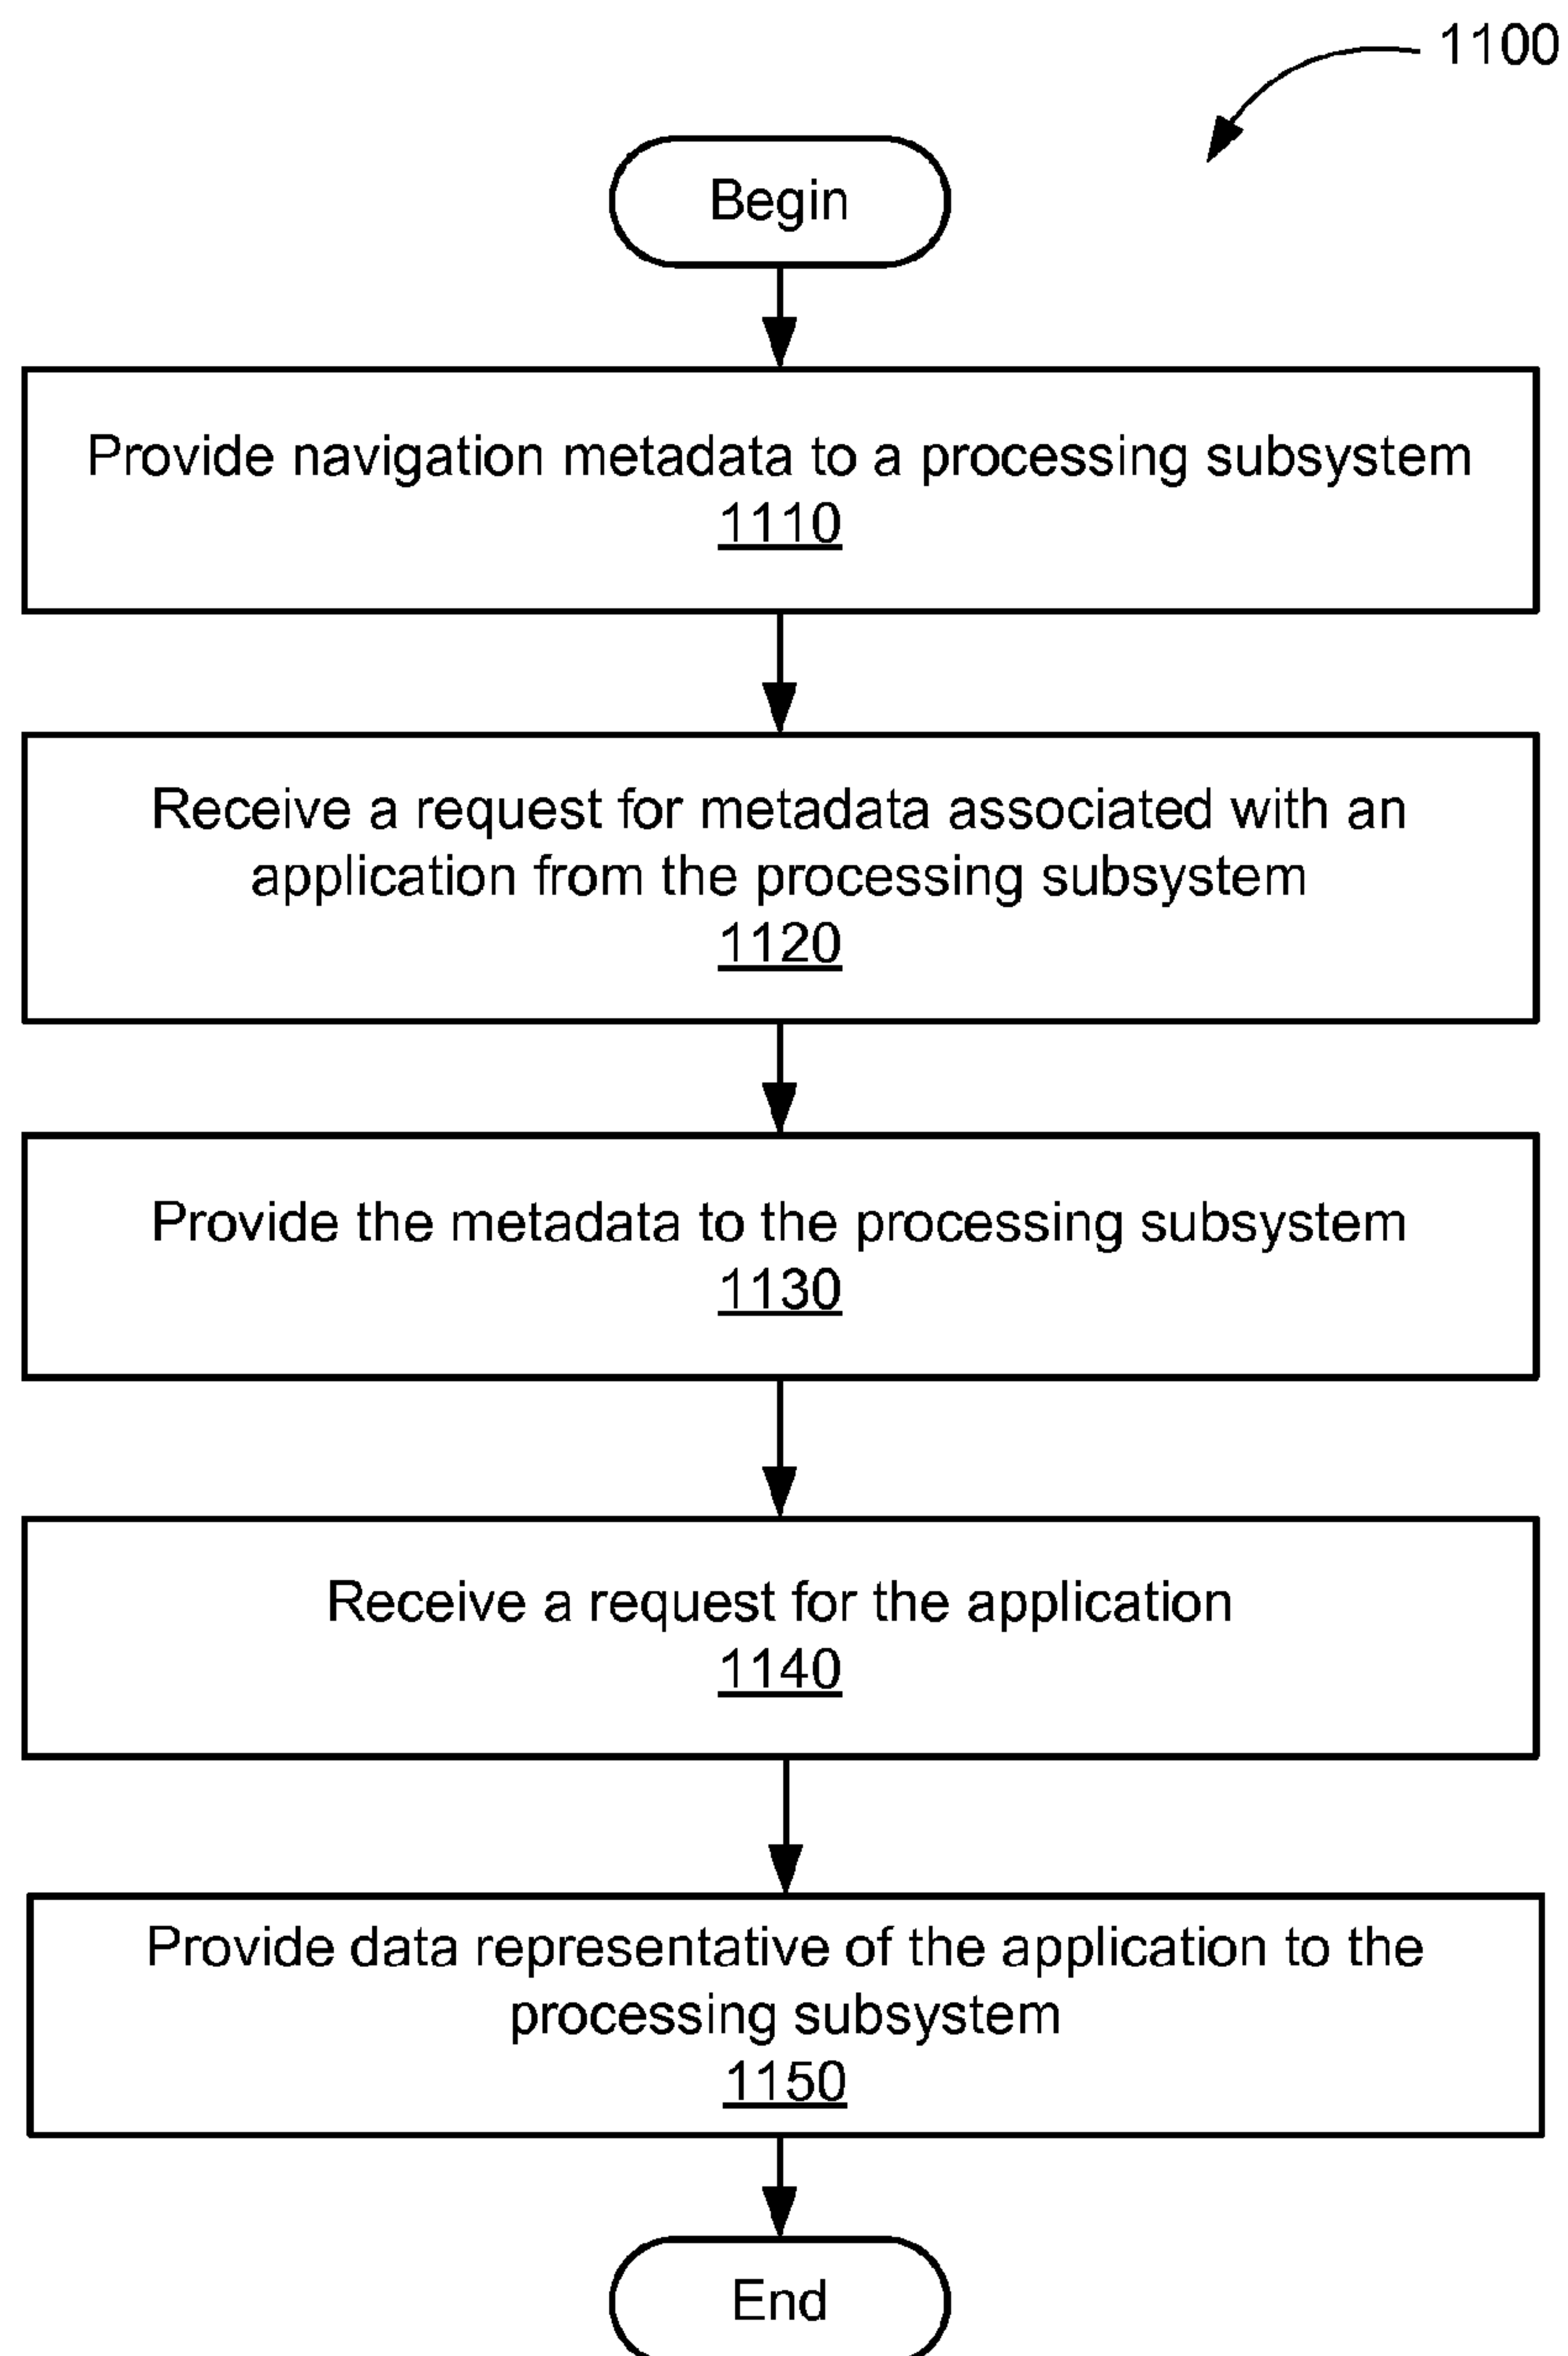 1100
Begin
Provide navigation metadata to a processing subsystem
1110
Receive a request for metadata associated with an
application from the processing subsystem
1120
Provide the metadata to the processing subsystem
1130
Receive a request for the application
1140
Provide data representative of the application to the
processing subsystem
1150
End